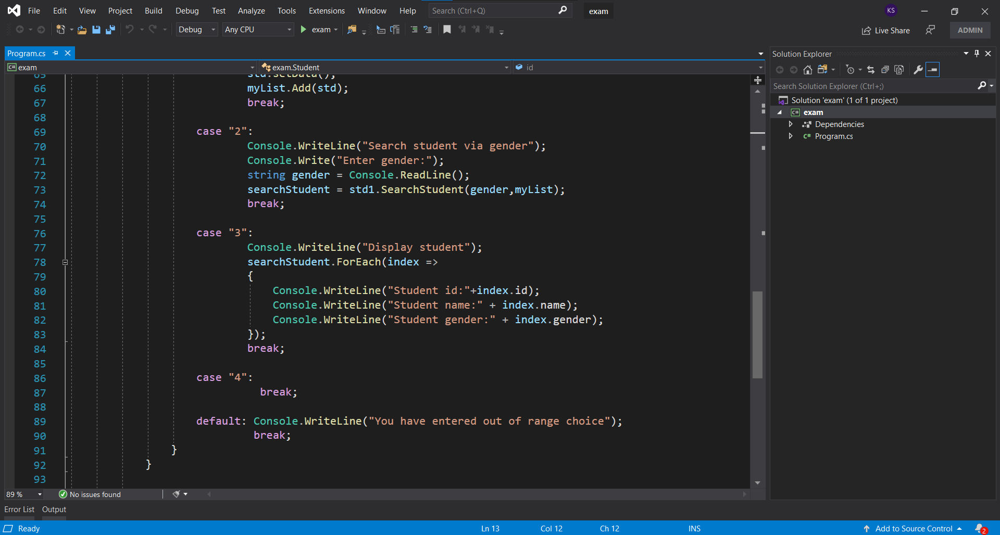 File Edit View Project Build Debug Test Analyze Tools Extensions Window Help Search (Ctrl+Q) exam KS
Debug Any CPU exam Live Share ADMIN
Program.cs
C# exam exam.Student id
65 std.setData();
66 myList.Add(std);
67 break;
68
69 case "2":
70 Console.WriteLine("Search student via gender");
71 Console.Write("Enter gender:");
72 string gender = Console.ReadLine();
73 searchStudent = std1.SearchStudent(gender,myList);
74 break;
75
76 case "3":
77 Console.WriteLine("Display student");
78 searchStudent.ForEach(index =>
79 {
80 Console.WriteLine("Student id:"+index.id);
81 Console.WriteLine("Student name:" + index.name);
82 Console.WriteLine("Student gender:" + index.gender);
83 });
84 break;
85
86 case "4":
87 break;
88
89 default: Console.WriteLine("You have entered out of range choice");
90 break;
91 }
92 }
93
89 % No issues found
Solution Explorer
Search Solution Explorer (Ctrl+;)
Solution 'exam' (1 of 1 project)
C# exam
Dependencies
C# Program.cs
Error List Output
Ready Ln 13 Col 12 Ch 12 INS Add to Source Control 2